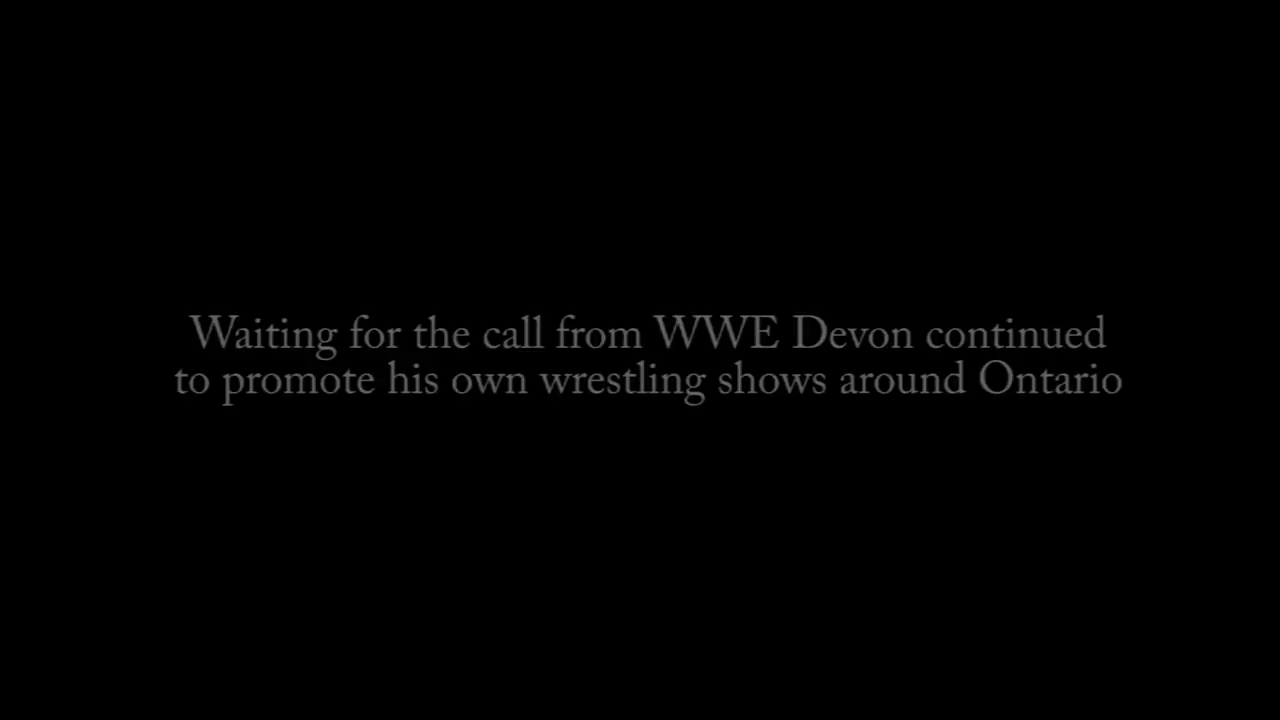 Waiting for the call from WWE Devon continued
to promote his own wrestling shows around Ontario